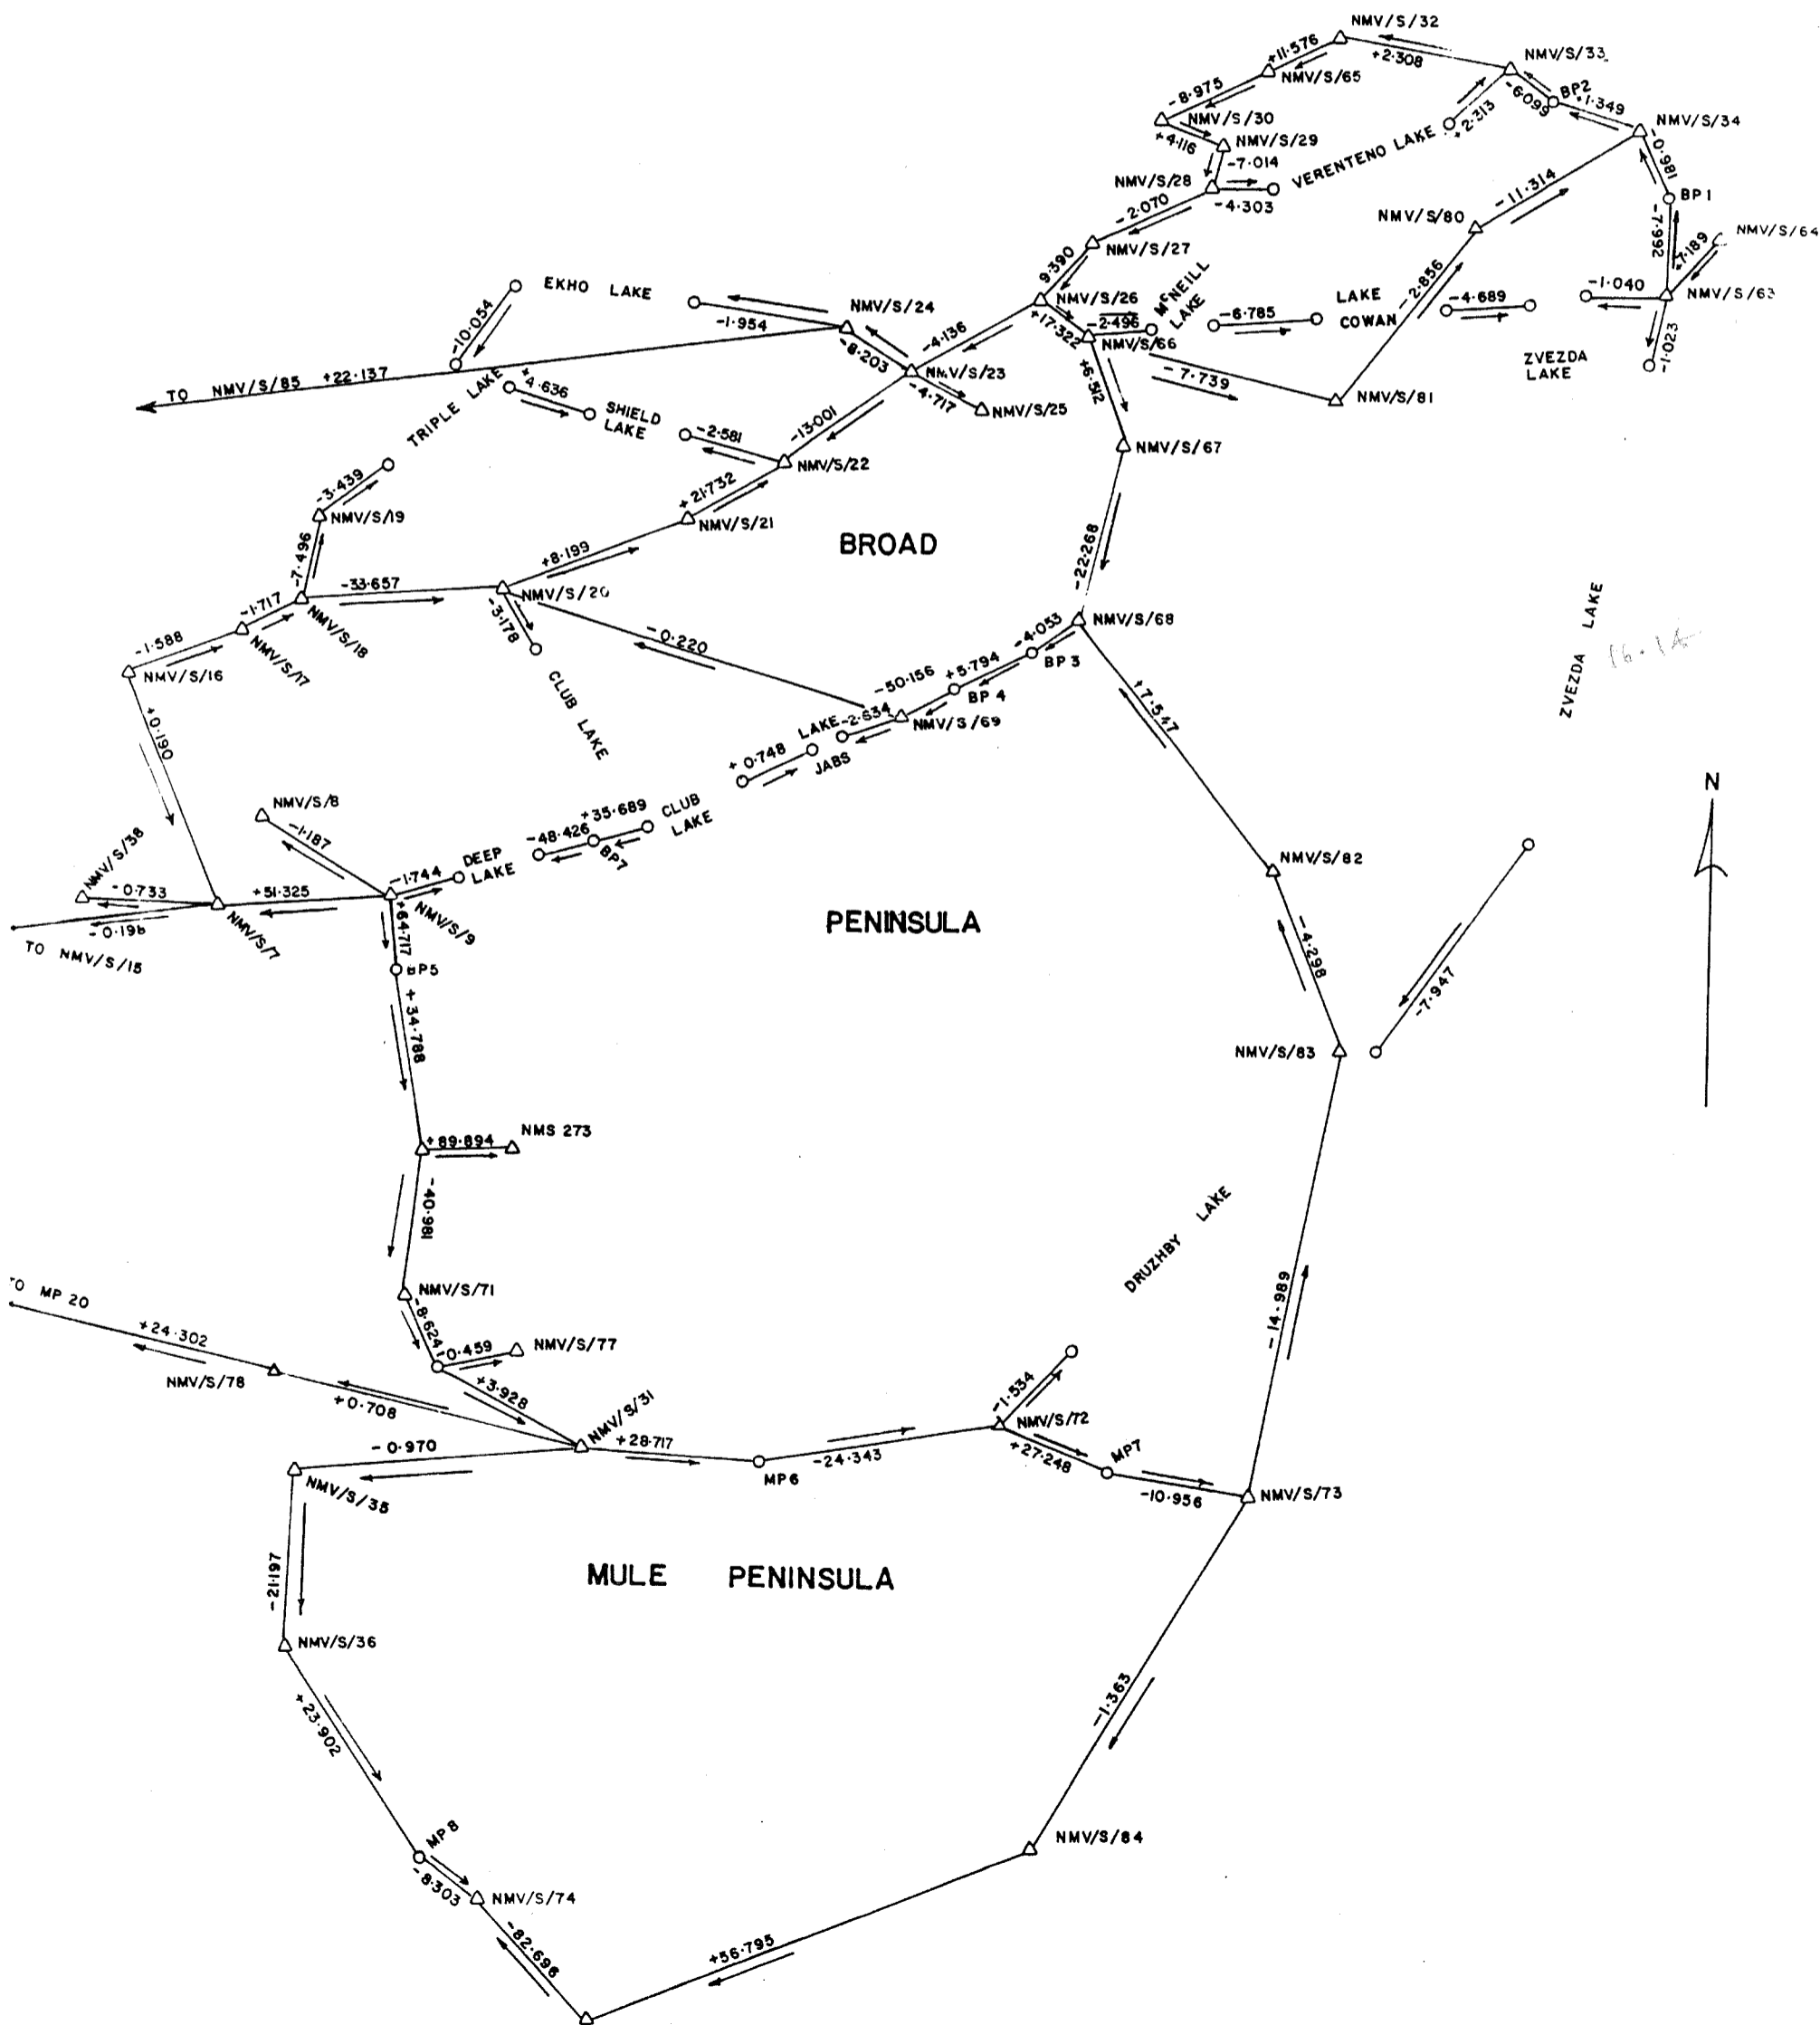 NMV/S/32
+11.576
+2.308
NMV/S/33
NMV/S/65
-8.975
-6.099
BP2
+1.349
NMV/S/34
NMV/S/30
+4.116
NMV/S/29
+2.313
-0.981
-7.014
VERENTENO LAKE
NMV/S/28
-4.303
BP1
-2.070
-11.314
NMV/S/80
-7.992
+7.189
NMV/S/64
NMV/S/27
9.390
McNEILL
LAKE
-2.856
EKHO LAKE
NMV/S/24
NMV/S/26
-1.040
NMV/S/63
-10.054
-1.954
-4.136
+17.322
-2.496
-6.785
LAKE
COWAN
-4.689
NMV/S/66
-8.203
-1.023
ZVEZDA
LAKE
TO NMV/S/85 +22.137
NMV/S/23
-4.717
+6.512
-7.739
NMV/S/81
+4.636
NMV/S/25
TRIPLE LAKE
SHIELD
LAKE
-13.001
-2.581
NMV/S/22
NMV/S/67
-3.439
+21.732
NMV/S/19
NMV/S/21
BROAD
-22.268
-7.496
+8.199
-33.657
NMV/S/20
-1.717
NMV/S/18
-3.178
-0.220
-4.053
NMV/S/68
-1.588
NMV/S/17
BP3
ZVEZDA LAKE
16.15
NMV/S/16
+5.794
-50.156
BP4
CLUB LAKE
+7.547
-2.634
NMV/S/69
+0.190
LAKE
+0.748
JABS
N
NMV/S/8
-1.187
+35.689
CLUB
LAKE
-48.426
BP7
NMV/S/38
NMV/S/82
DEEP
LAKE
-1.744
-0.733
+51.325
NMV/S/9
-0.198
NMV/S/7
+64.717
PENINSULA
TO NMV/S/15
BP5
-4.298
-7.947
+34.788
NMV/S/83
+89.894
NMS 273
-40.981
DRUZHBY LAKE
TO MP 20
NMV/S/71
-14.989
+24.302
-8.624
-0.459
NMV/S/77
NMV/S/78
+3.928
+0.708
-1.534
NMV/S/31
NMV/S/72
-0.970
+28.717
-24.343
+27.248
MP7
MP6
NMV/S/35
-10.956
NMV/S/73
-21.197
MULE PENINSULA
NMV/S/36
+23.902
-1.363
MP8
NMV/S/84
-8.303
NMV/S/74
-82.696
+56.795